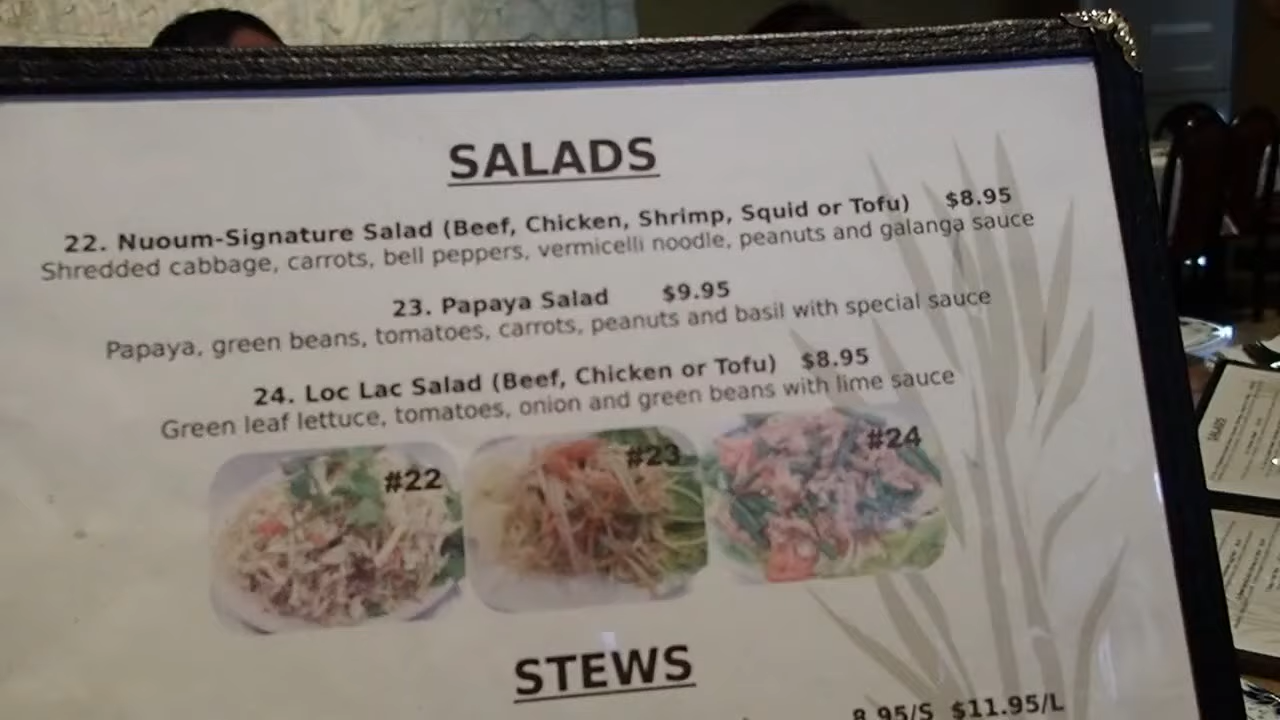 SALADS
22. Nuoum-Signature Salad (Beef, Chicken, Shrimp, Squid or Tofu) $8.95
Shredded cabbage, carrots, bell peppers, vermicelli noodle, peanuts and galanga sauce
23. Papaya Salad $9.95
Papaya, green beans, tomatoes, carrots, peanuts and basil with special sauce
24. Loc Lac Salad (Beef, Chicken or Tofu) $8.95
Green leaf lettuce, tomatoes, onion and green beans with lime sauce
#22 #23 #24
STEWS
8.95/S $11.95/L
SALADS